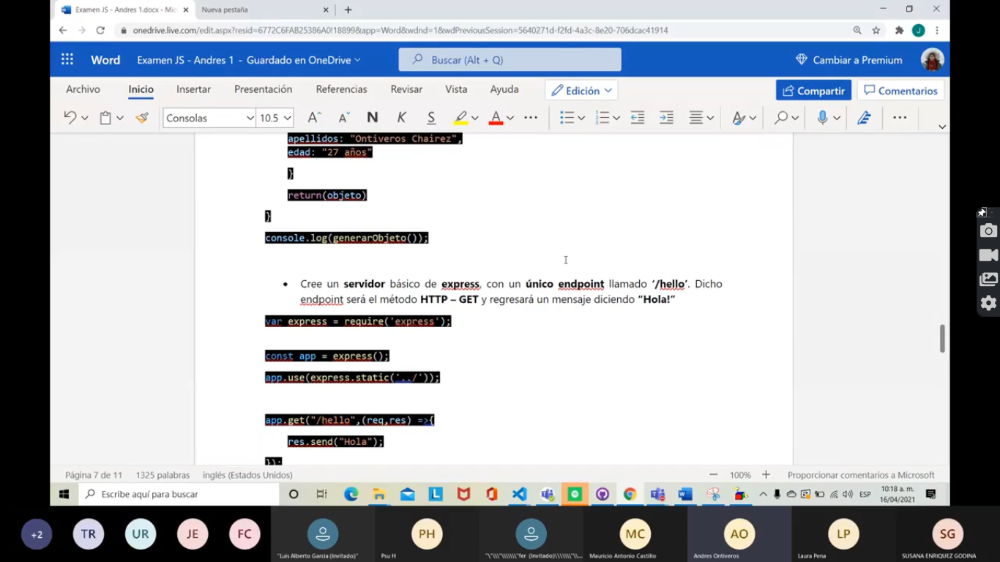 Examen JS - Andres 1.docx - Mic
Nueva pestaña
onedrive.live.com/edit.aspx?resid=6772C6FAB25386A0!18899&app=Word&wdnd=1&wdPreviousSession=5640271d-f2fd-4a3c-8e20-706dcac41914
J
Word
Examen JS - Andres 1 - Guardado en OneDrive
Buscar (Alt + Q)
Cambiar a Premium
Archivo Inicio Insertar Presentación Referencias Revisar Vista Ayuda Edición Compartir Comentarios
Consolas 10.5 A A N K S A
apellidos: "Ontiveros Chairez",
edad: "27 años"
}
return(objeto)
}
console.log(generarObjeto());
• Cree un servidor básico de express, con un único endpoint llamado ‘/hello’. Dicho
endpoint será el método HTTP – GET y regresará un mensaje diciendo “Hola!”
var express = require('express');
const app = express();
app.use(express.static('../'));
app.get("/hello",(req,res) =>{
res.send("Hola");
});
Página 7 de 11 1325 palabras inglés (Estados Unidos) 100% Proporcionar comentarios a Microsoft
Escribe aquí para buscar
L
ESP
10:18 a. m.
16/04/2021
+2 TR UR JE FC PH MC AO LP SG
"Luis Alberto Garcia (Invitado)"
Psu H
Mauricio Antonio Castillo
Andres Ontiveros
Laura Pena
SUSANA ENRIQUEZ GODINA